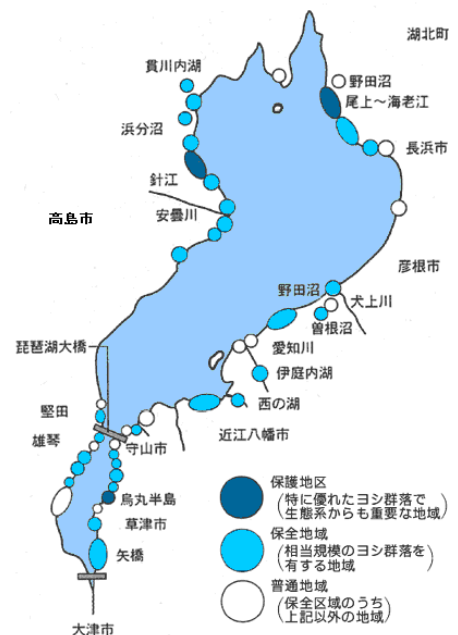 湖北町
貫川内湖
野田沼
尾上～海老江
浜分沼
長浜市
針江
安曇川
高島市
彦根市
野田沼
犬上川
曽根沼
琵琶湖大橋
愛知川
伊庭内湖
西の湖
堅田
近江八幡市
雄琴
守山市
烏丸半島
草津市
矢橋
大津市
保護地区
(特に優れたヨシ群落で
生態系からも重要な地域)
保全地域
(相当規模のヨシ群落を
有する地域)
普通地域
(保全区域のうち
上記以外の地域)